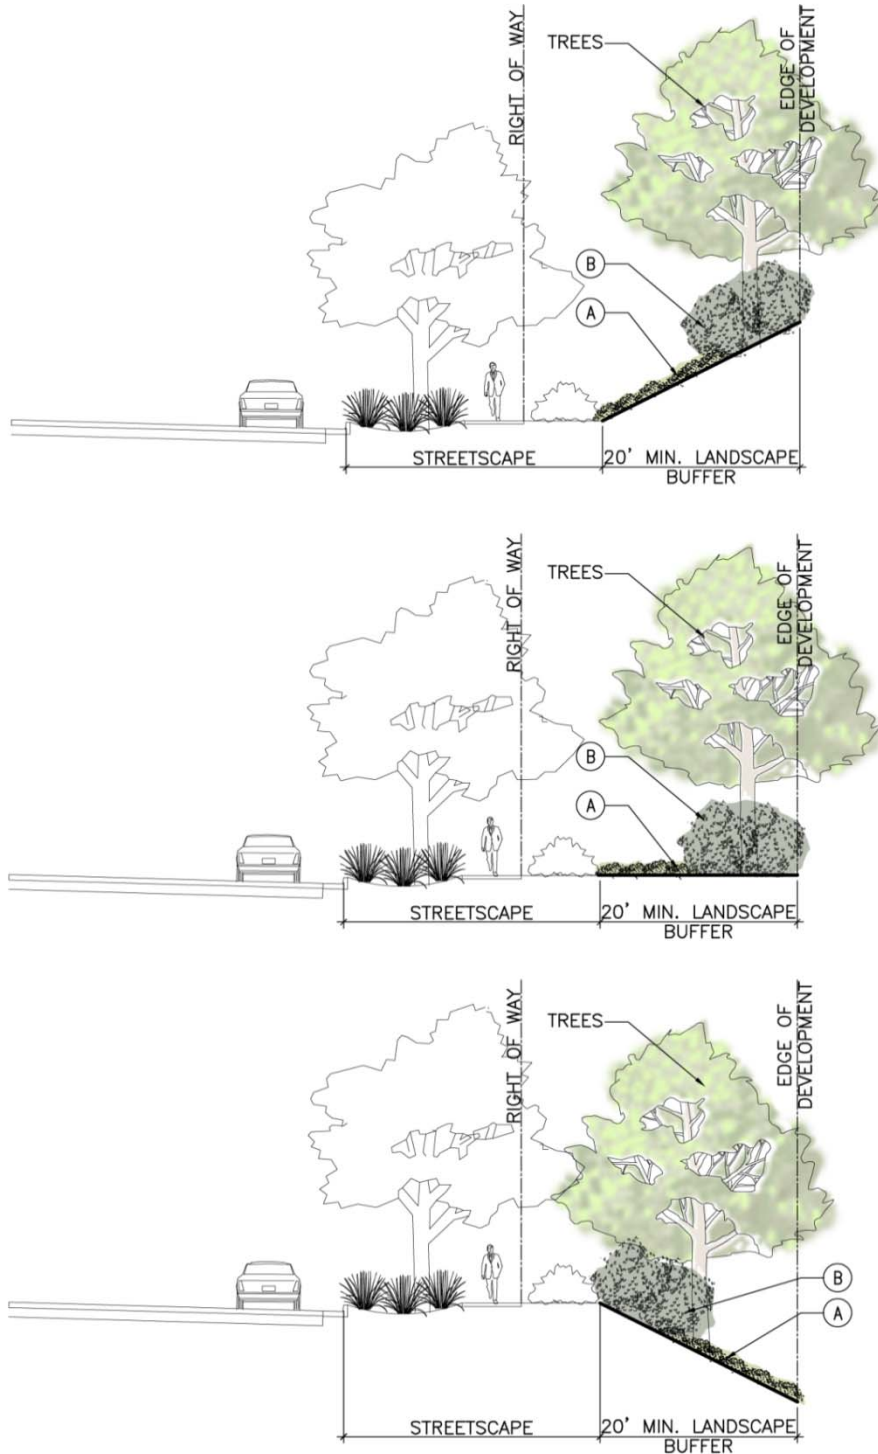 RIGHT OF WAY
TREES
EDGE OF
DEVELOPMENT
B
A
STREETSCAPE
20' MIN. LANDSCAPE
BUFFER
RIGHT OF WAY
TREES
EDGE OF
DEVELOPMENT
B
A
STREETSCAPE
20' MIN. LANDSCAPE
BUFFER
RIGHT OF WAY
TREES
EDGE OF
DEVELOPMENT
B
A
STREETSCAPE
20' MIN. LANDSCAPE
BUFFER